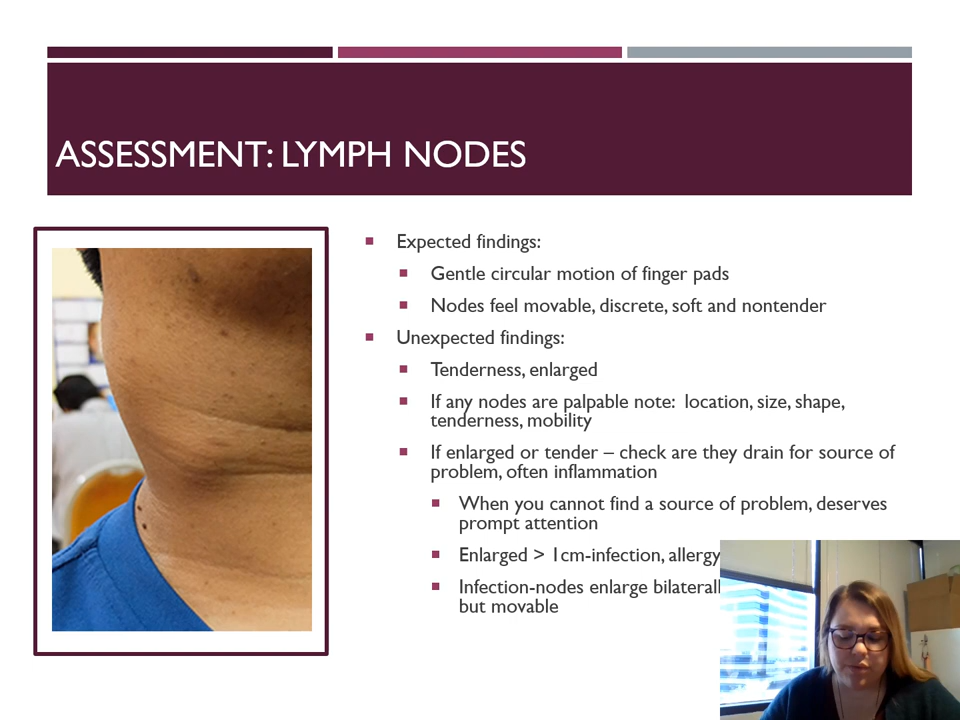 ASSESSMENT: LYMPH NODES
Expected findings:
Gentle circular motion of finger pads
Nodes feel movable, discrete, soft and nontender
Unexpected findings:
Tenderness, enlarged
If any nodes are palpable note: location, size, shape,
tenderness, mobility
If enlarged or tender – check are they drain for source of
problem, often inflammation
When you cannot find a source of problem, deserves
prompt attention
Enlarged > 1cm-infection, allergy
Infection-nodes enlarge
but movable